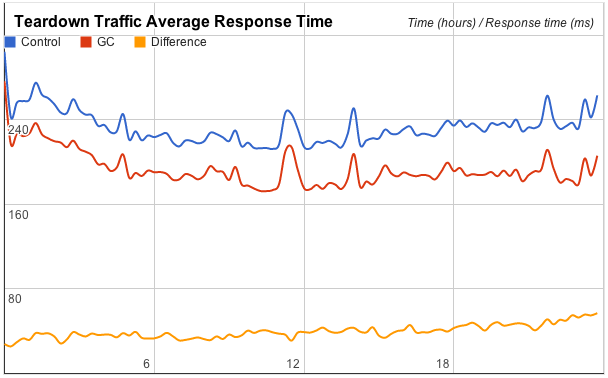 Teardown Traffic Average Response Time
Time (hours) / Response time (ms)
Control GC Difference
240
160
80
6 12 18